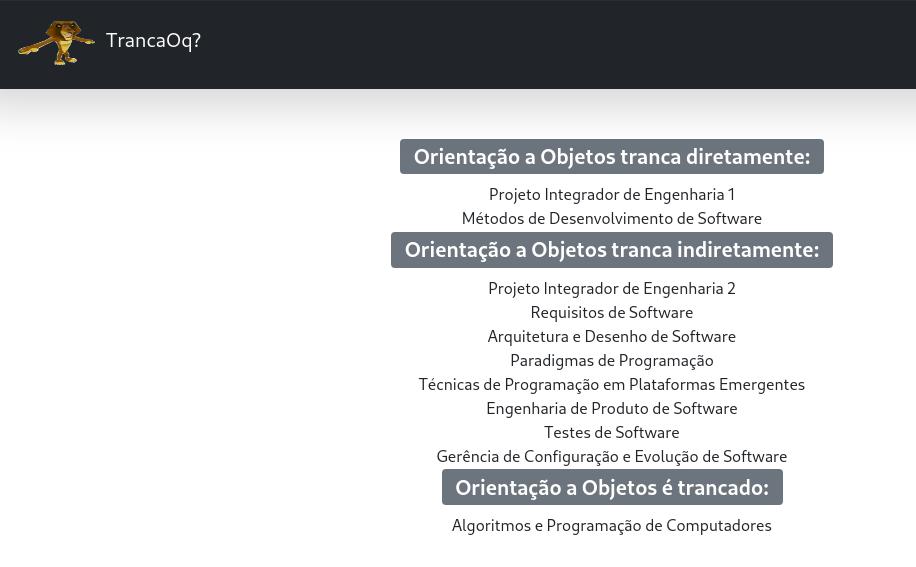 TrancaOq?
Orientação a Objetos tranca diretamente:
Projeto Integrador de Engenharia 1
Métodos de Desenvolvimento de Software
Orientação a Objetos tranca indiretamente:
Projeto Integrador de Engenharia 2
Requisitos de Software
Arquitetura e Desenho de Software
Paradigmas de Programação
Técnicas de Programação em Plataformas Emergentes
Engenharia de Produto de Software
Testes de Software
Gerência de Configuração e Evolução de Software
Orientação a Objetos é trancado:
Algoritmos e Programação de Computadores